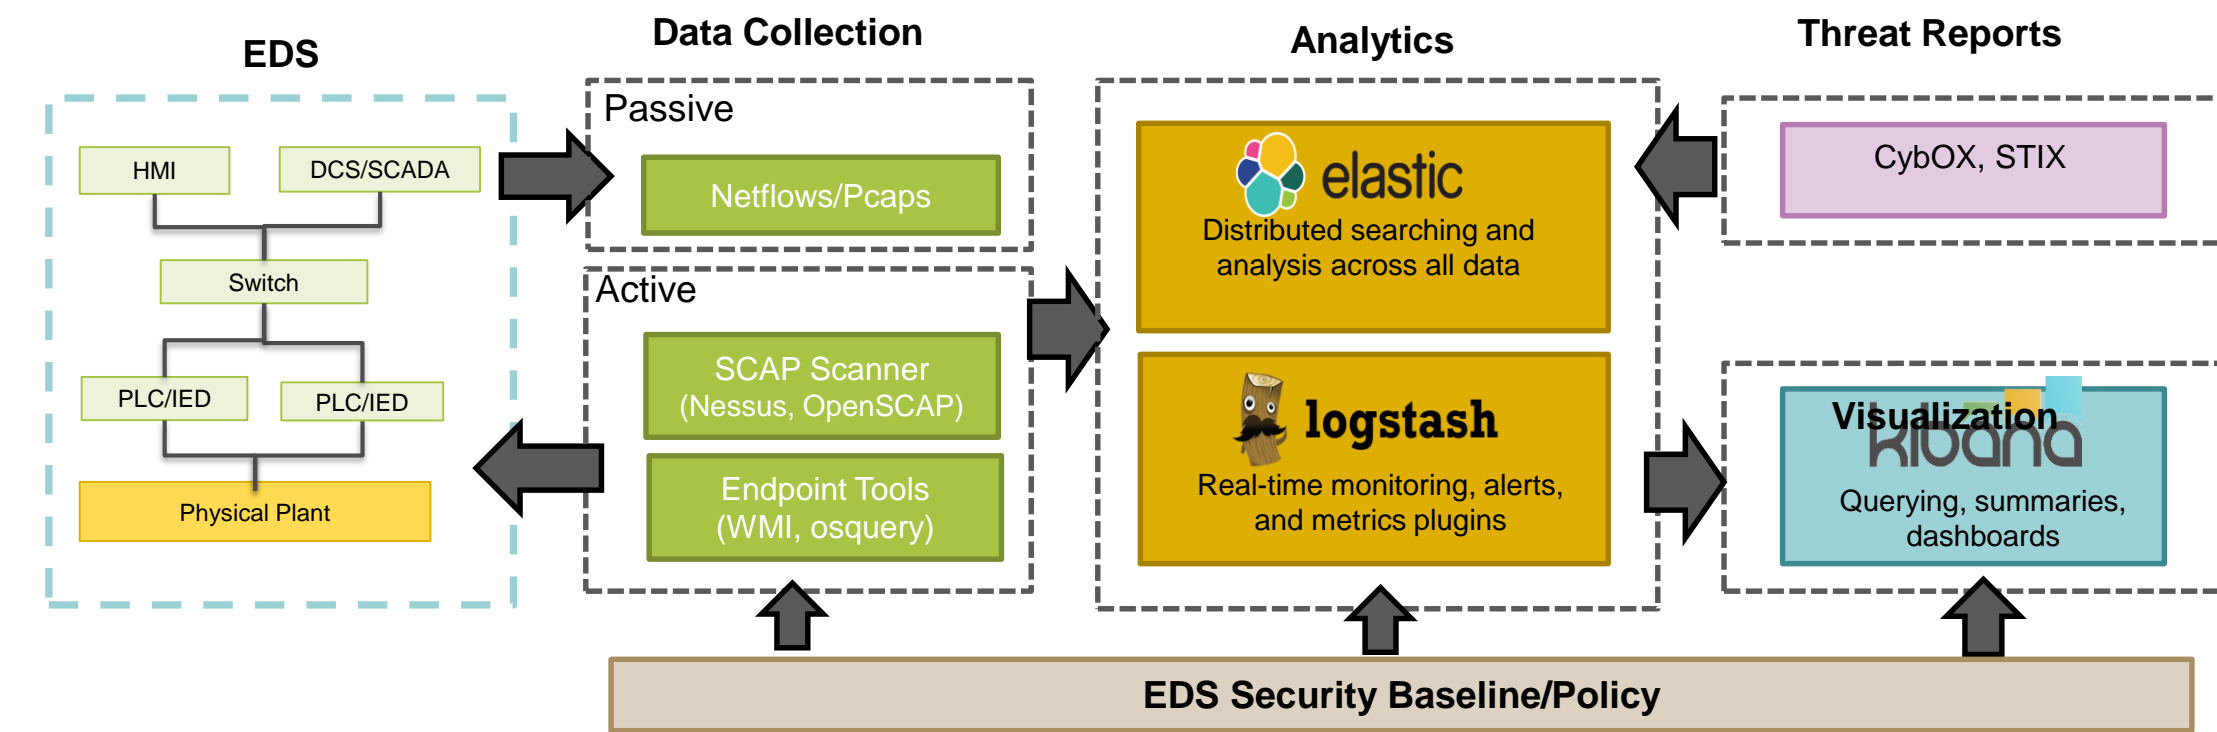 EDS
Data Collection
Analytics
Threat Reports
HMI
DCS/SCADA
Switch
PLC/IED
PLC/IED
Physical Plant
Passive
Netflows/Pcaps
Active
SCAP Scanner
(Nessus, OpenSCAP)
Endpoint Tools
(WMI, osquery)
elastic
Distributed searching and
analysis across all data
logstash
Real-time monitoring, alerts,
and metrics plugins
CybOX, STIX
Visualization
kibana
Querying, summaries,
dashboards
EDS Security Baseline/Policy